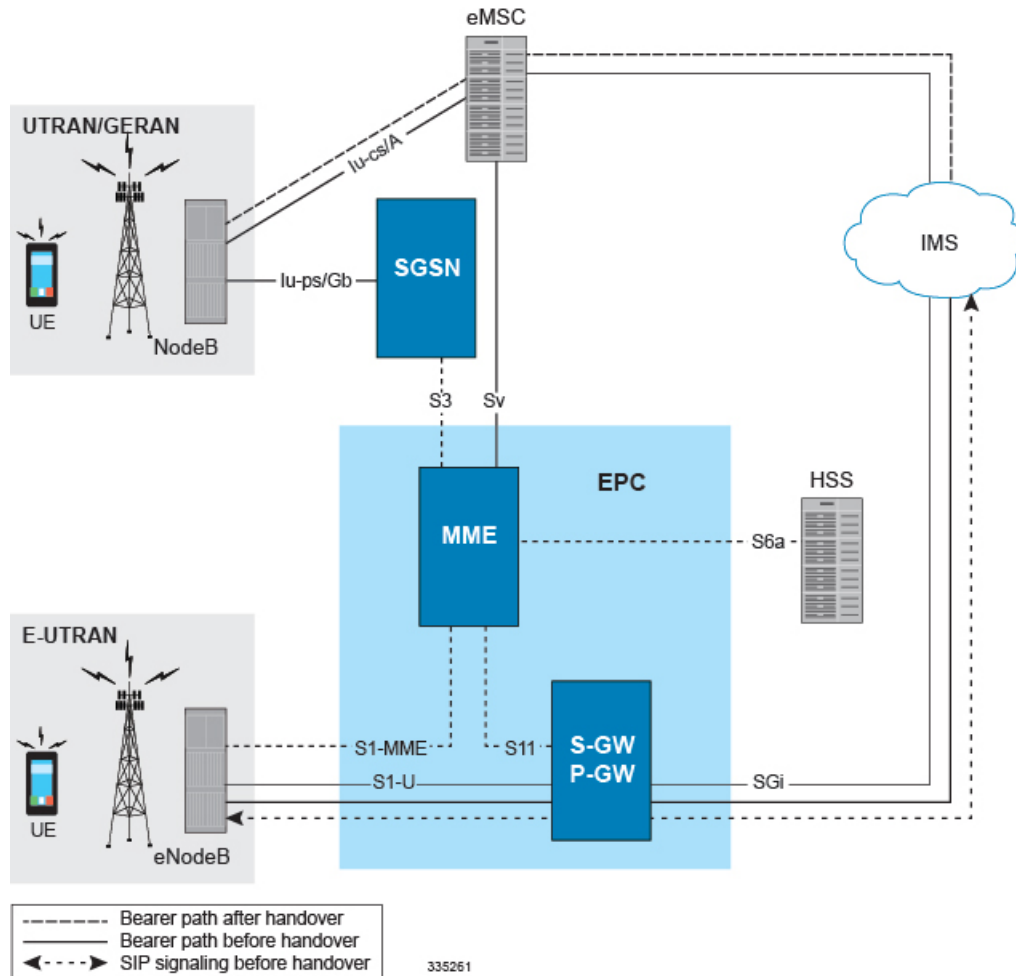 eMSC
UTRAN/GERAN
Iu-cs/A
IMS
SGSN
Iu-ps/Gb
UE
NodeB
S3
Sv
EPC
HSS
MME
S6a
E-UTRAN
S1-MME
S11
S-GW
P-GW
S1-U
SGi
UE
eNodeB
Bearer path after handover
Bearer path before handover
SIP signaling before handover
335261